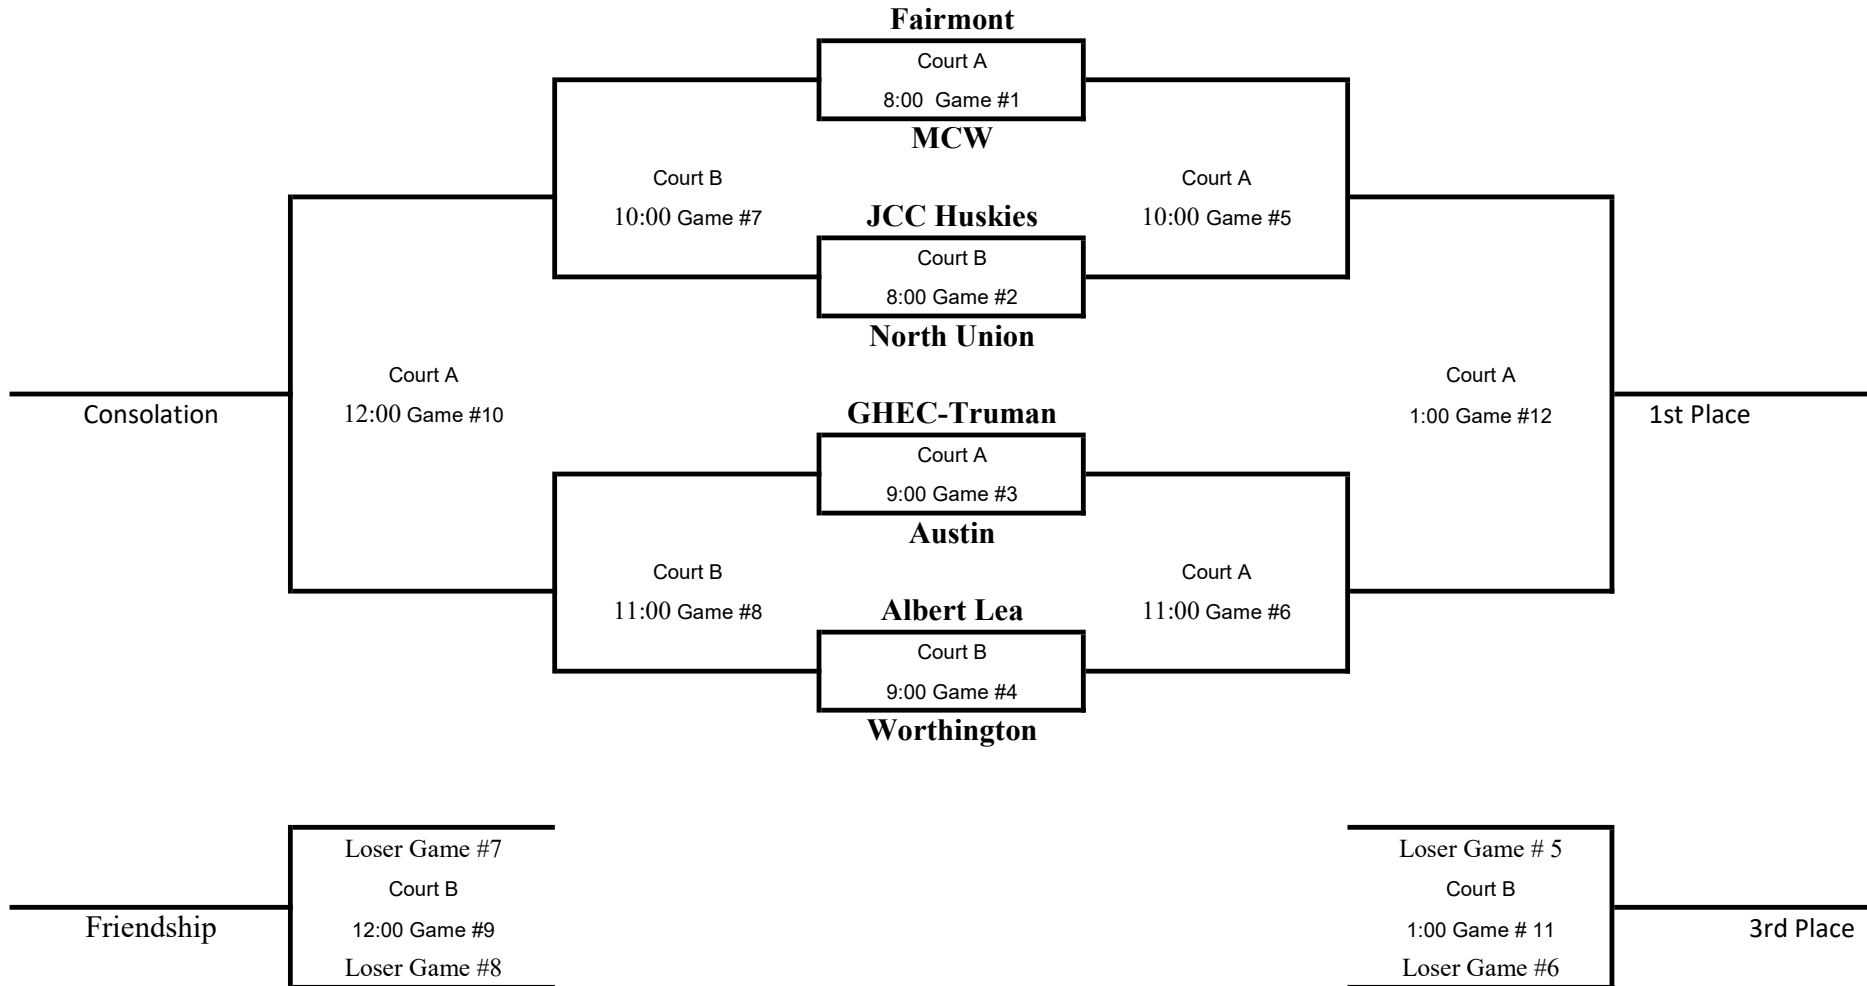 Fairmont
Court A
8:00 Game #1
MCW
Court B
10:00 Game #7
Court A
10:00 Game #5
JCC Huskies
Court B
8:00 Game #2
North Union
Court A
12:00 Game #10
Consolation
Court A
1:00 Game #12
1st Place
GHEC-Truman
Court A
9:00 Game #3
Austin
Court B
11:00 Game #8
Court A
11:00 Game #6
Albert Lea
Court B
9:00 Game #4
Worthington
Loser Game #7
Court B
12:00 Game #9
Loser Game #8
Friendship
Loser Game # 5
Court B
1:00 Game # 11
Loser Game #6
3rd Place